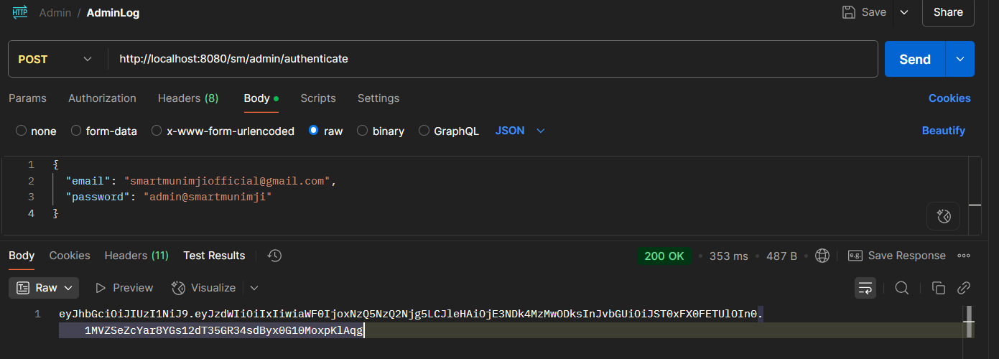 HTTP Admin / AdminLog Save Share
POST http://localhost:8080/sm/admin/authenticate Send
Params Authorization Headers (8) Body Scripts Settings Cookies
none form-data x-www-form-urlencoded raw binary GraphQL JSON Beautify
1 {
2 "email": "smartmunimjiofficial@gmail.com",
3 "password": "admin@smartmunimji"
4 }
Body Cookies Headers (11) Test Results 200 OK • 353 ms • 487 B • e.g. Save Response
Raw Preview Visualize
1 eyJhbGciOiJIUzI1NiJ9.eyJzdWIiOiIxIiwiaWF0IjoxNzQ5NzQ2Njg5LCJleHAiOjE3NDk4MzMwODksInJvbGUiOiJST0xFX0FETUlOIn0.
1MVZSeZcYar8YGs12dT35GR34sdByx0G10MoxpKlAqg